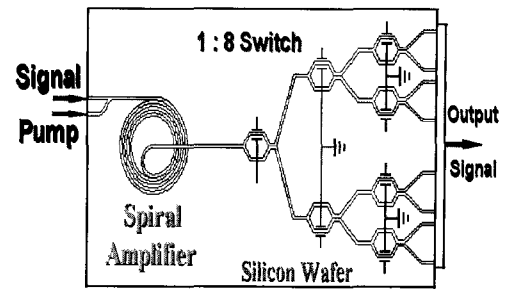 1 : 8 Switch
Signal
Pump
Output
Signal
Spiral
Amplifier
Silicon Wafer